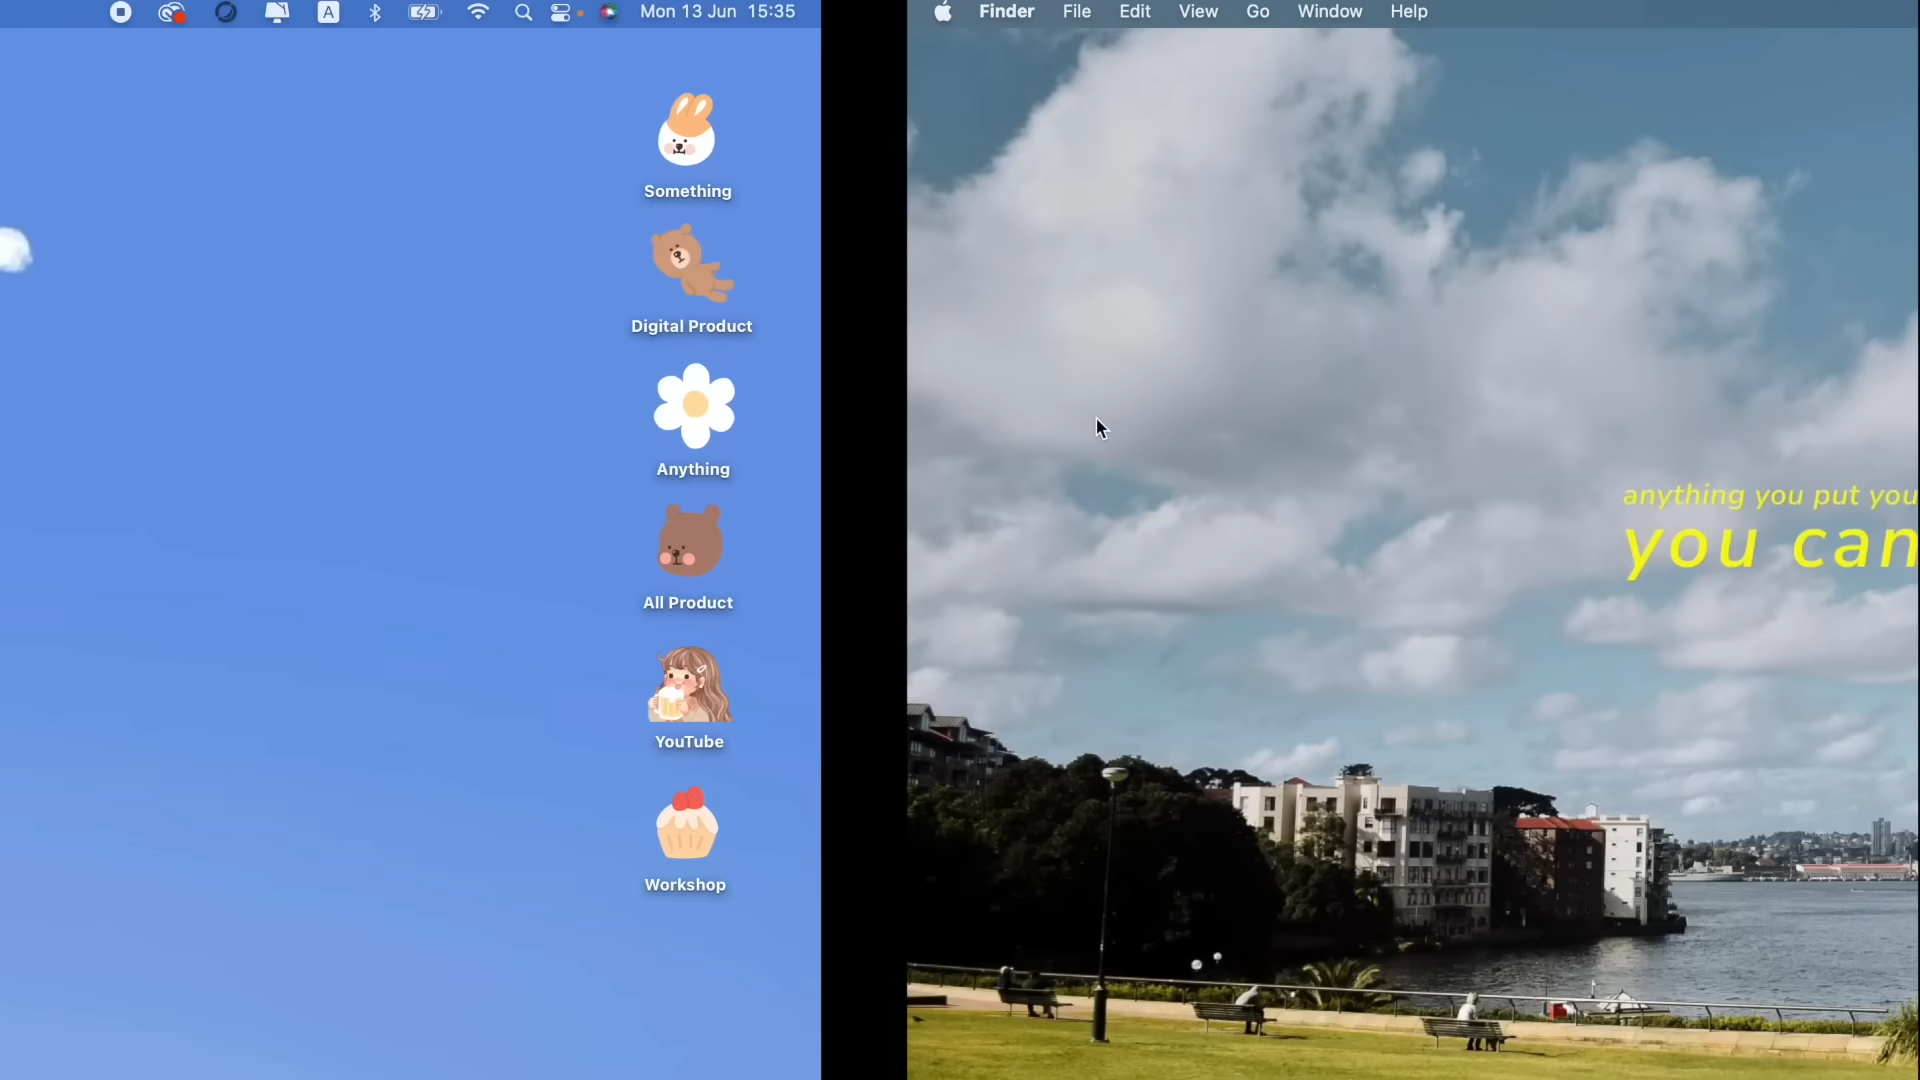 A
Mon 13 Jun 15:35
Something
Digital Product
Anything
All Product
YouTube
Workshop
Finder File Edit View Go Window Help
anything you put you
you can